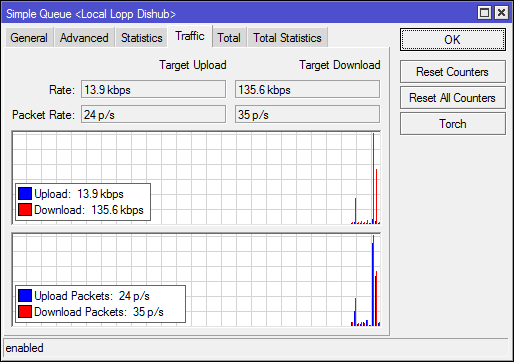 Simple Queue <Local Lopp Dishub>
General Advanced Statistics Traffic Total Total Statistics
OK
Reset Counters
Reset All Counters
Torch
Target Upload Target Download
Rate: 13.9 kbps 135.6 kbps
Packet Rate: 24 p/s 35 p/s
Upload: 13.9 kbps
Download: 135.6 kbps
Upload Packets: 24 p/s
Download Packets: 35 p/s
enabled